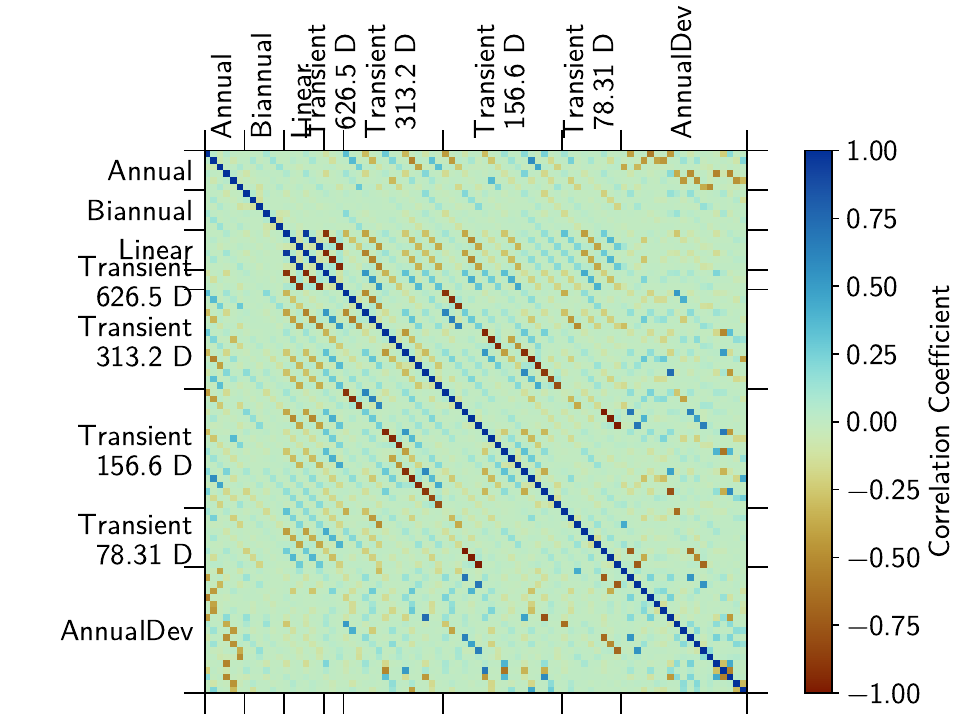 Annual
Biannual
Linear
Transient
626.5 D
Transient
313.2 D
Transient
156.6 D
Transient
78.31 D
AnnualDev
Annual
Biannual
Linear
Transient
626.5 D
Transient
313.2 D
Transient
156.6 D
Transient
78.31 D
AnnualDev
1.00
0.75
0.50
0.25
0.00
−0.25
−0.50
−0.75
−1.00
Correlation Coefficient